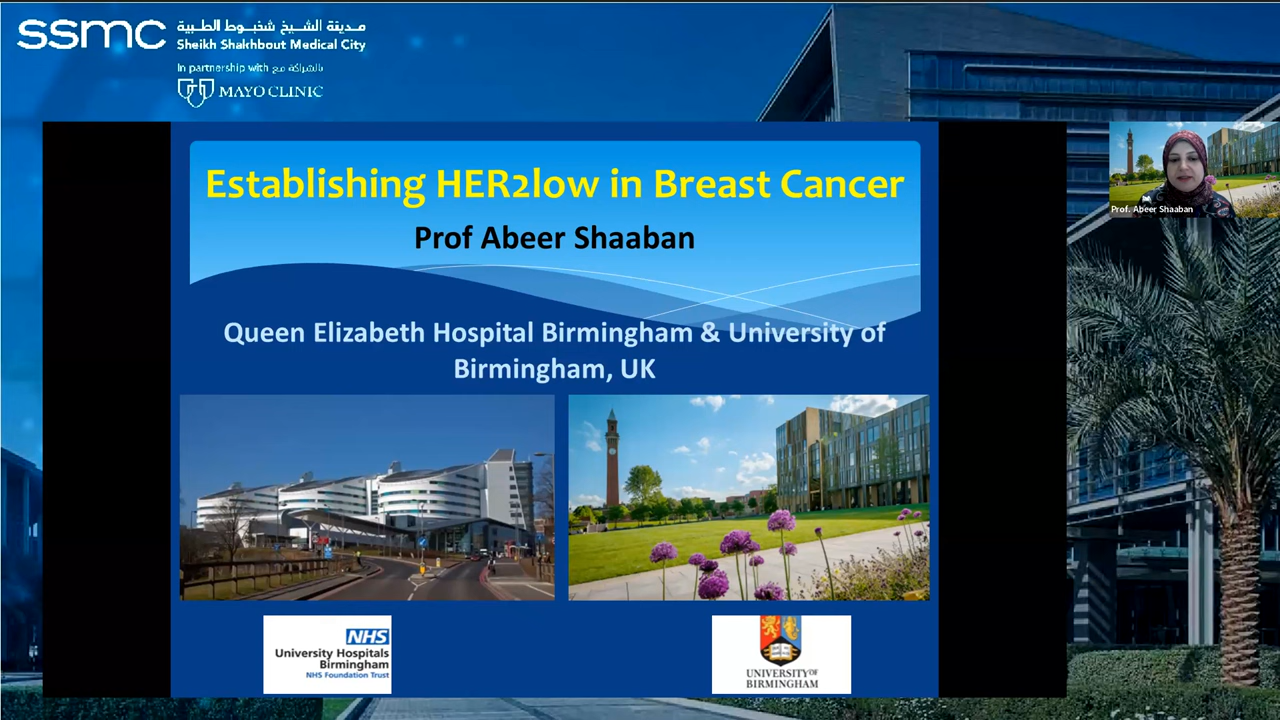 ssmc
مدينة الشيخ شخبوط الطبية
Sheikh Shakhbout Medical City
In partnership with بالشراكة مع
MAYO CLINIC
Establishing HER2low in Breast Cancer
Prof Abeer Shaaban
Prof. Abeer Shaaban
Queen Elizabeth Hospital Birmingham & University of
Birmingham, UK
NHS
University Hospitals
Birmingham
NHS Foundation Trust
UNIVERSITY OF
BIRMINGHAM